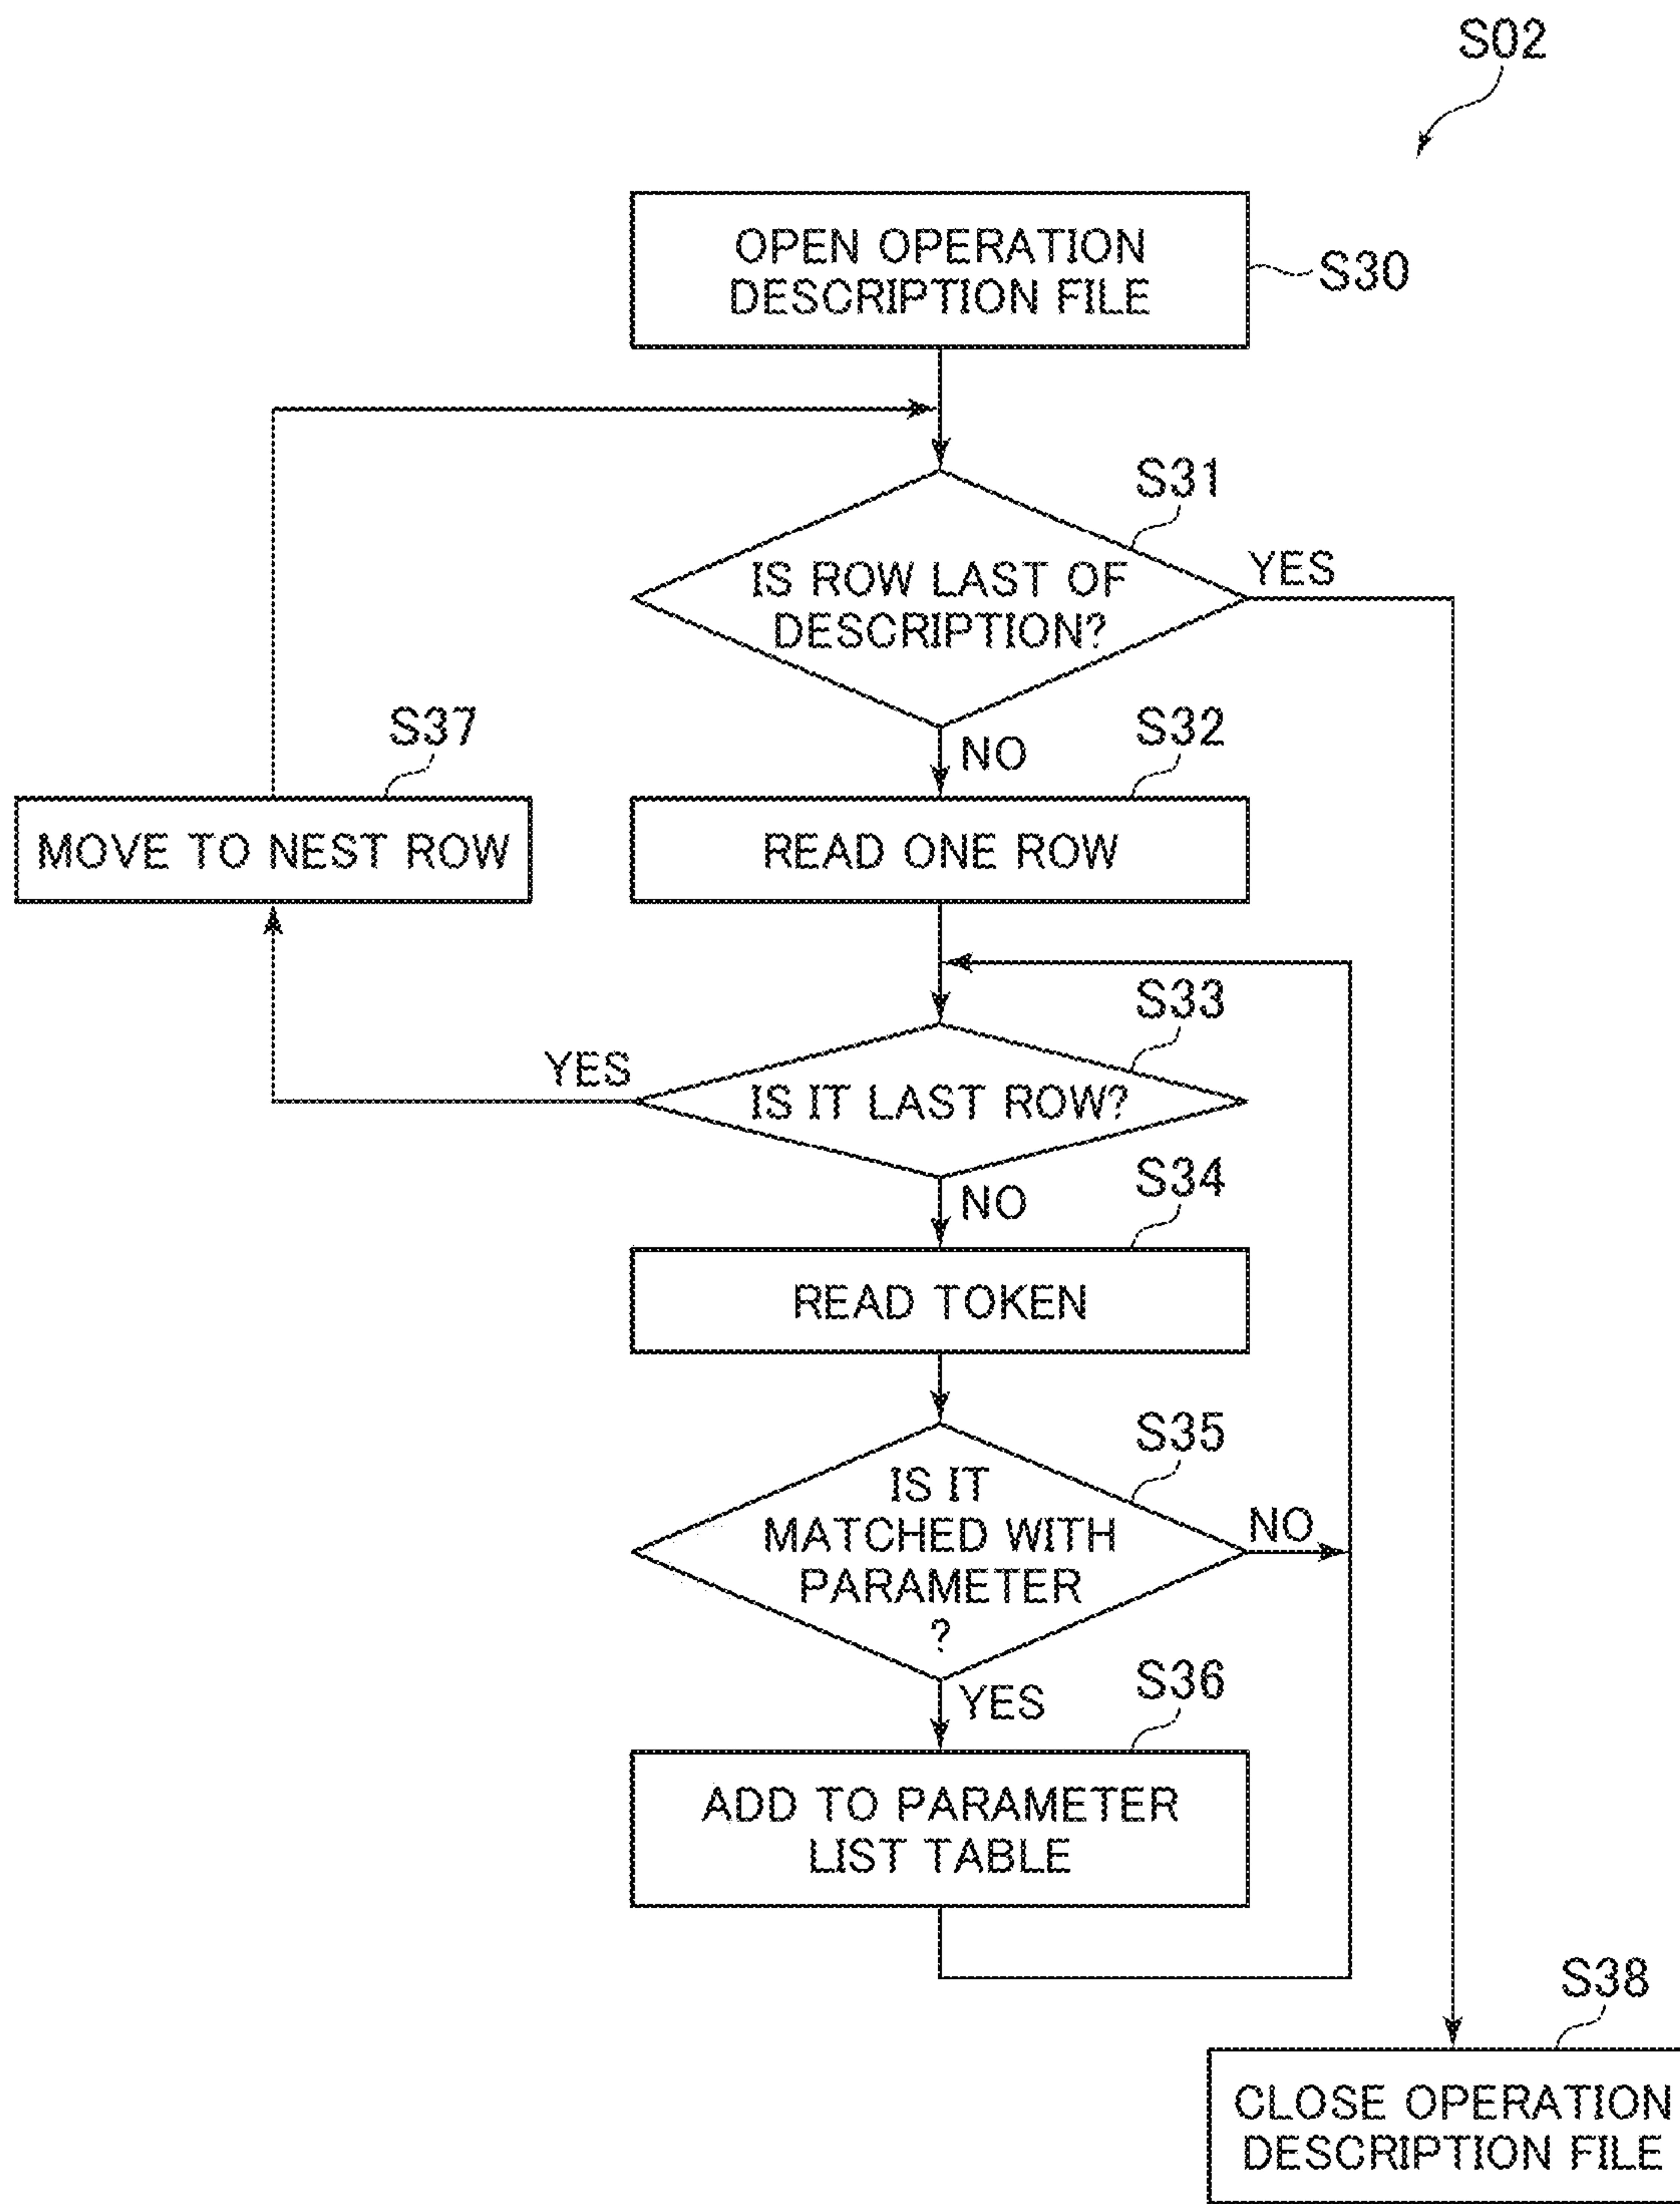 S02
OPEN OPERATION
DESCRIPTION FILE
S30
S31
IS ROW LAST OF
DESCRIPTION?
YES
NO
S37
S32
MOVE TO NEST ROW
READ ONE ROW
S33
YES
IS IT LAST ROW?
NO
S34
READ TOKEN
S35
IS IT
MATCHED WITH
PARAMETER
?
NO
YES
S36
ADD TO PARAMETER
LIST TABLE
S38
CLOSE OPERATION
DESCRIPTION FILE